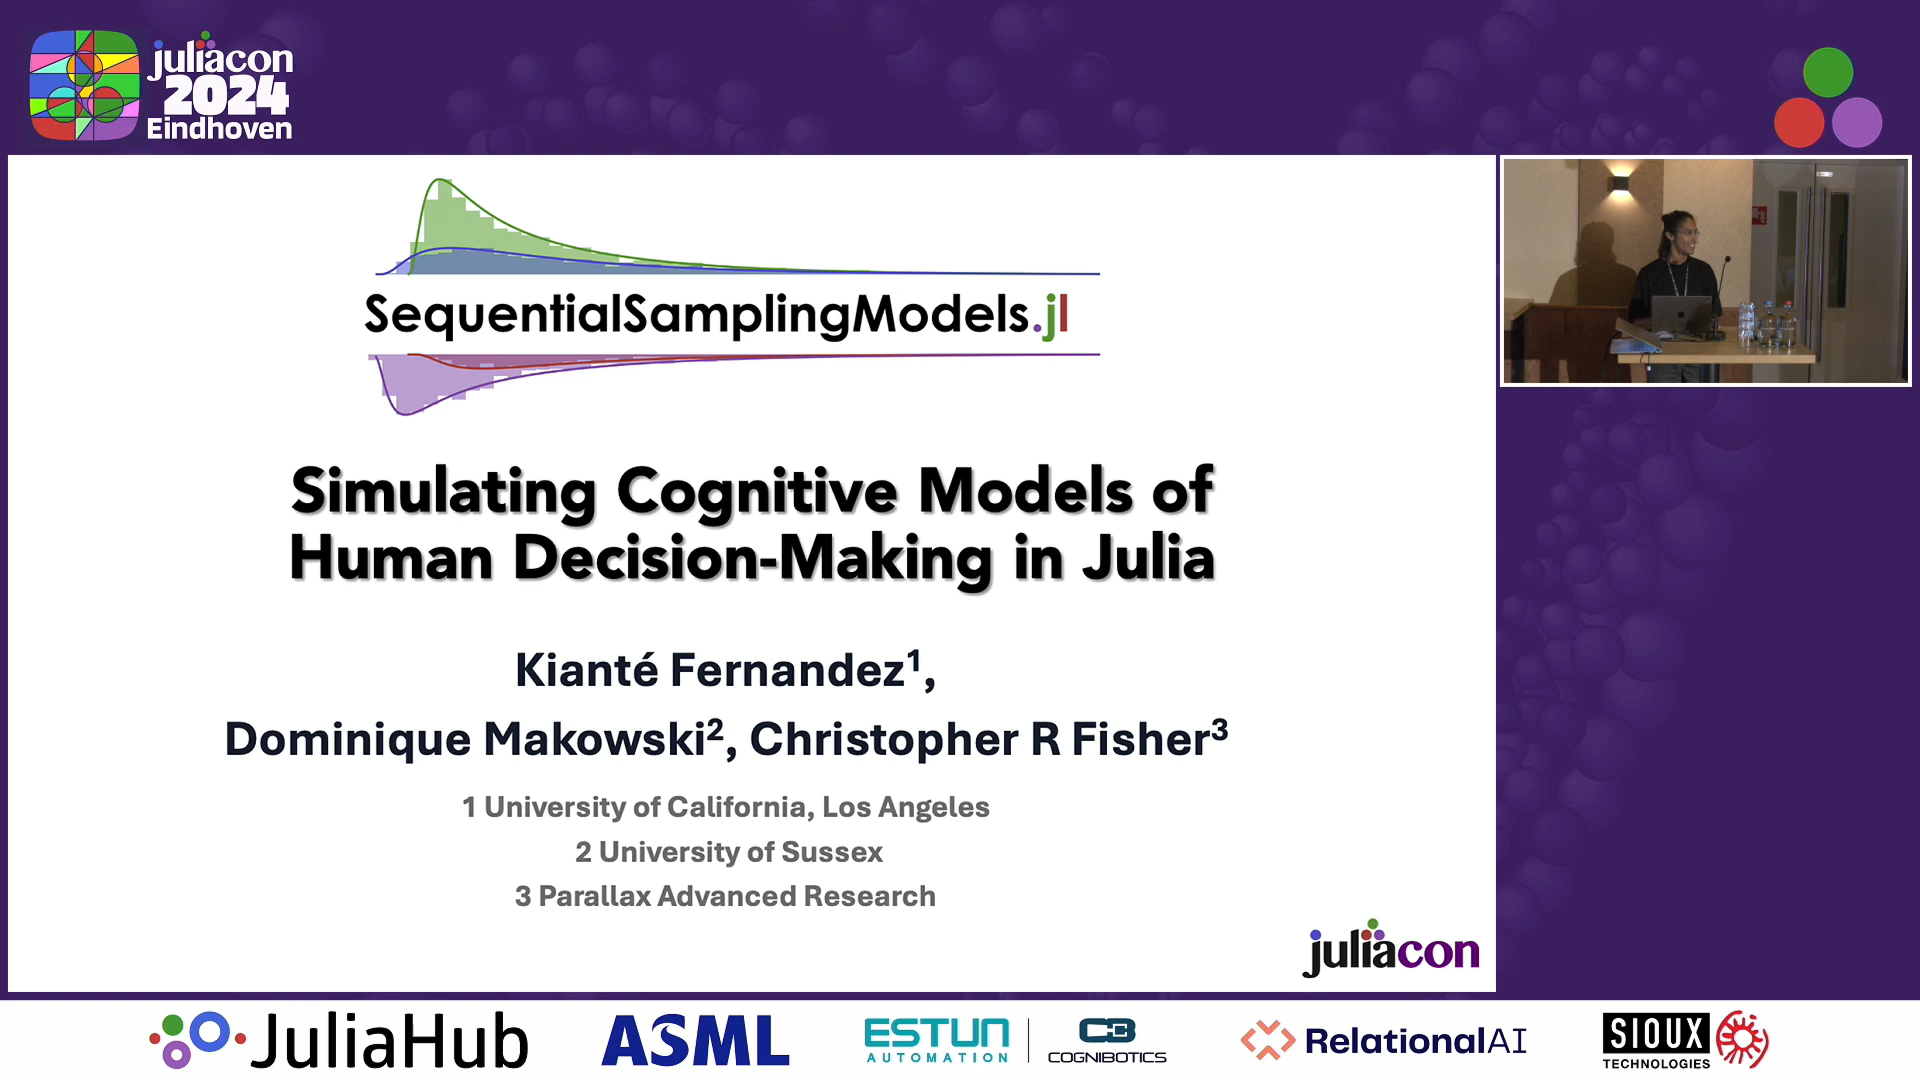 juliacon
2024
Eindhoven
SequentialSamplingModels.jl
Simulating Cognitive Models of
Human Decision-Making in Julia
Kianté Fernandez¹,
Dominique Makowski², Christopher R Fisher³
1 University of California, Los Angeles
2 University of Sussex
3 Parallax Advanced Research
juliacon
JuliaHub
ASML
ESTUN
AUTOMATION
COGNIBOTICS
RelationalAI
SIOUX
TECHNOLOGIES